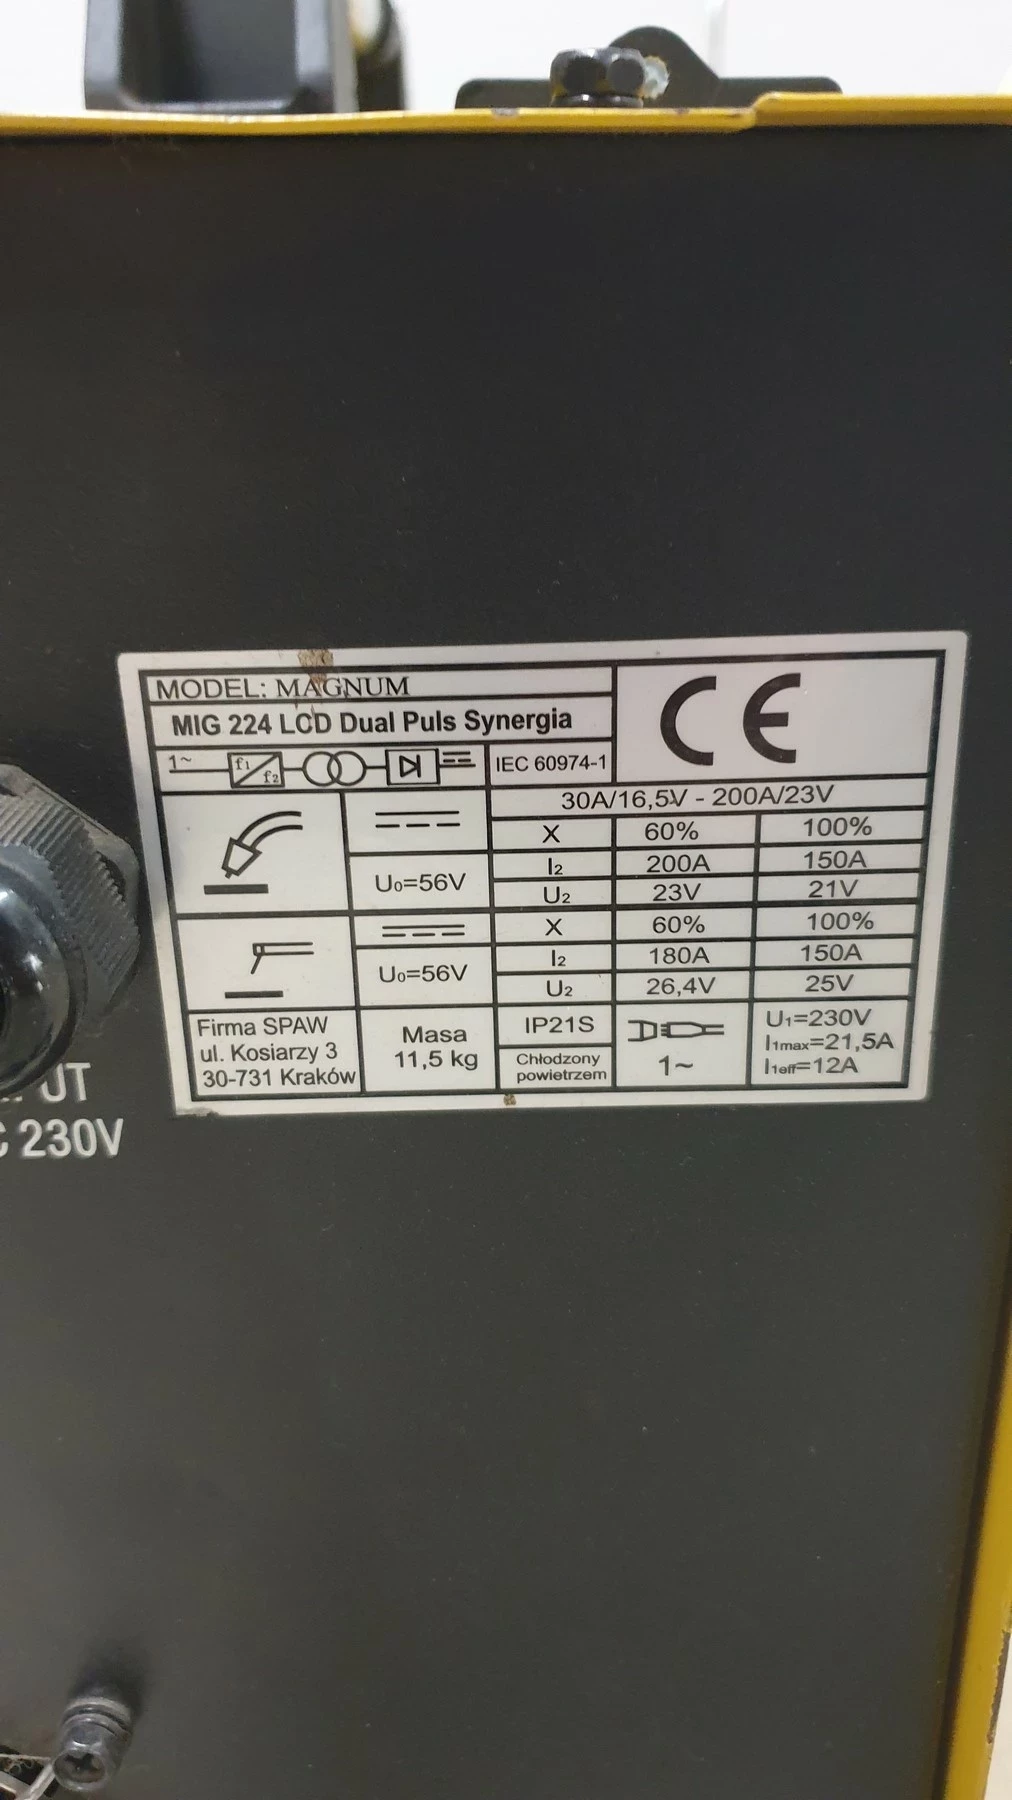 MODEL: MAGNUM
MIG 224 LCD Dual Puls Synergia
CE
1~ f1 f2 IEC 60974-1
30A/16,5V - 200A/23V
X 60% 100%
U₀=56V
I₂ 200A 150A
U₂ 23V 21V
X 60% 100%
U₀=56V
I₂ 180A 150A
U₂ 26,4V 25V
Firma SPAW
ul. Kosiarzy 3
30-731 Kraków
Masa
11,5 kg
IP21S
Chłodzony
powietrzem
1~
U₁=230V
I₁max=21,5A
I₁eff=12A
UT
230V